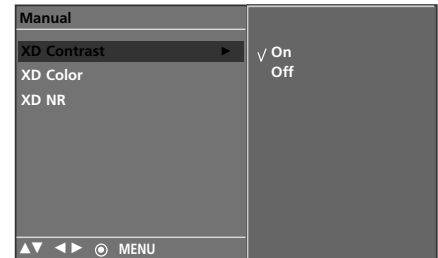 Manual
XD Contrast ►
√ On
Off
XD Color
XD NR
▲▼ ◄► ◉ MENU